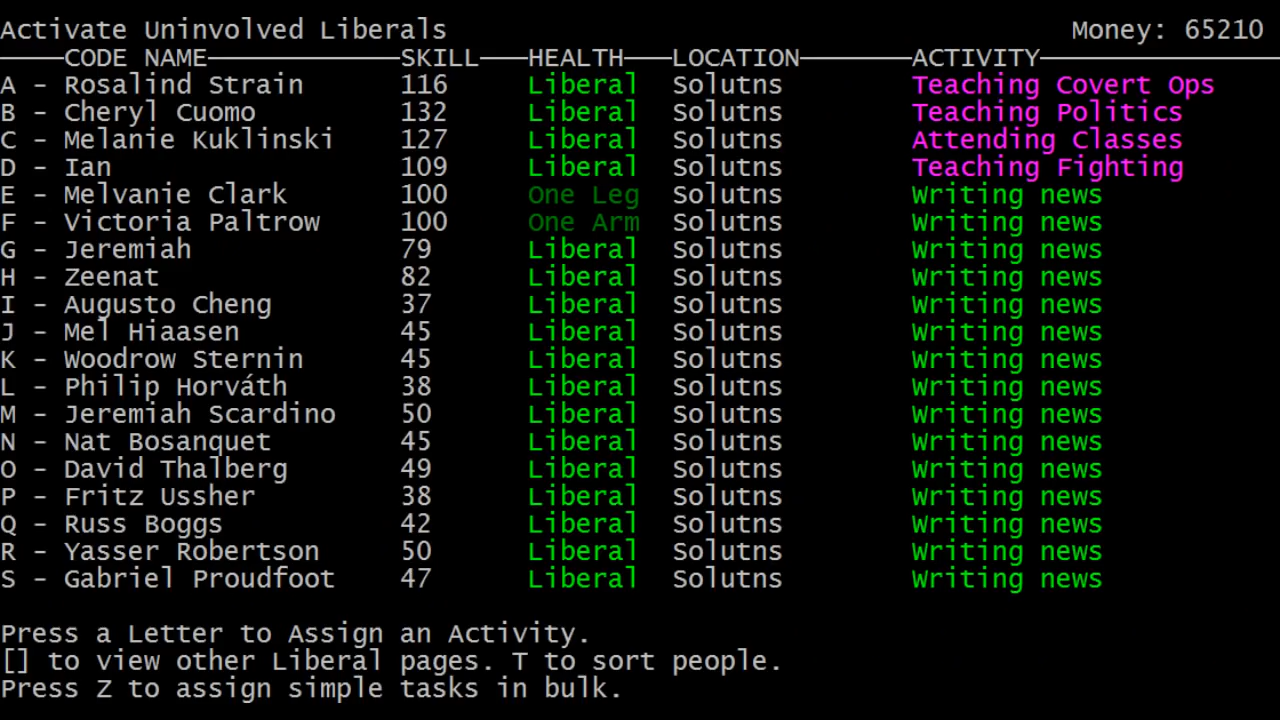 Activate Uninvolved Liberals Money: 65210
CODE NAME SKILL HEALTH LOCATION ACTIVITY
A - Rosalind Strain 116 Liberal Solutns Teaching Covert Ops
B - Cheryl Cuomo 132 Liberal Solutns Teaching Politics
C - Melanie Kuklinski 127 Liberal Solutns Attending Classes
D - Ian 109 Liberal Solutns Teaching Fighting
E - Melvanie Clark 100 One Leg Solutns Writing news
F - Victoria Paltrow 100 One Arm Solutns Writing news
G - Jeremiah 79 Liberal Solutns Writing news
H - Zeenat 82 Liberal Solutns Writing news
I - Augusto Cheng 37 Liberal Solutns Writing news
J - Mel Hiaasen 45 Liberal Solutns Writing news
K - Woodrow Sternin 45 Liberal Solutns Writing news
L - Philip Horváth 38 Liberal Solutns Writing news
M - Jeremiah Scardino 50 Liberal Solutns Writing news
N - Nat Bosanquet 45 Liberal Solutns Writing news
O - David Thalberg 49 Liberal Solutns Writing news
P - Fritz Ussher 38 Liberal Solutns Writing news
Q - Russ Boggs 42 Liberal Solutns Writing news
R - Yasser Robertson 50 Liberal Solutns Writing news
S - Gabriel Proudfoot 47 Liberal Solutns Writing news
Press a Letter to Assign an Activity.
[] to view other Liberal pages. T to sort people.
Press Z to assign simple tasks in bulk.